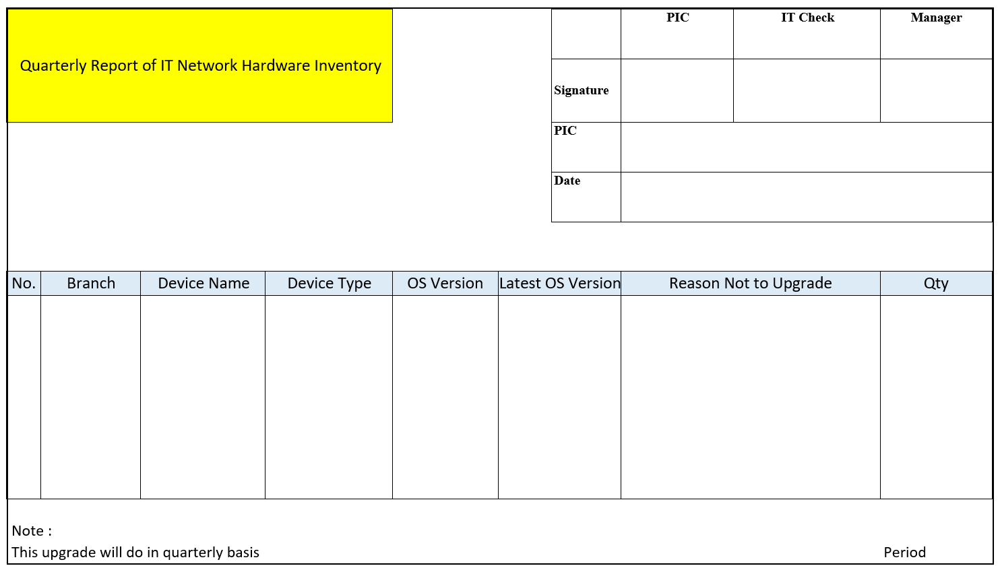 Quarterly Report of IT Network Hardware Inventory
PIC IT Check Manager
Signature
PIC
Date
No. Branch Device Name Device Type OS Version Latest OS Version Reason Not to Upgrade Qty
Note :
This upgrade will do in quarterly basis Period